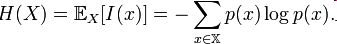 H(X) = 𝔼_X[I(x)] = − ∑_{x∈𝕏} p(x) log p(x).